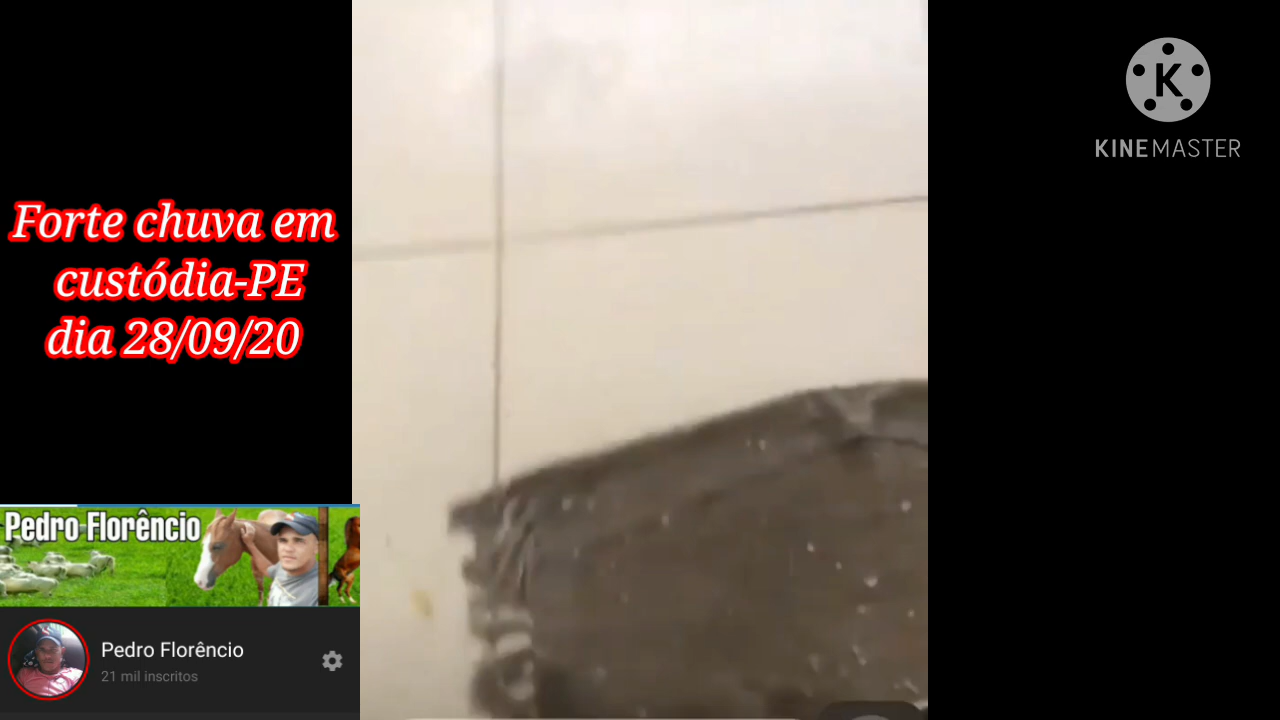 Forte chuva em
custódia-PE
dia 28/09/20
Pedro Florêncio
Pedro Florêncio
21 mil inscritos
K
KINEMASTER